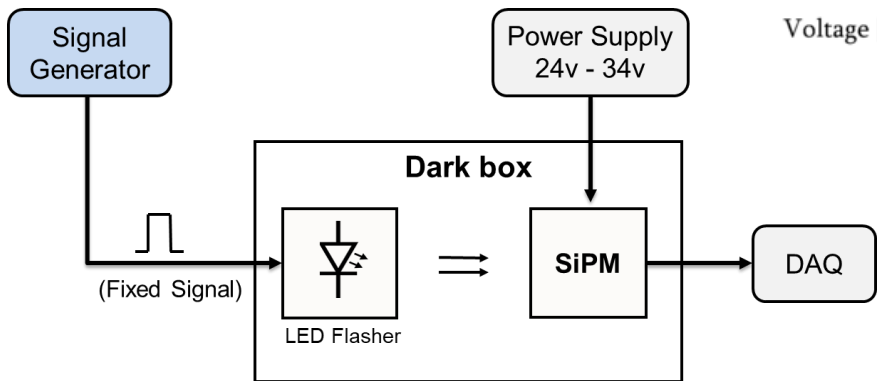 Signal
Generator
Power Supply
24v - 34v
Voltage
Dark box
SiPM
DAQ
(Fixed Signal)
LED Flasher